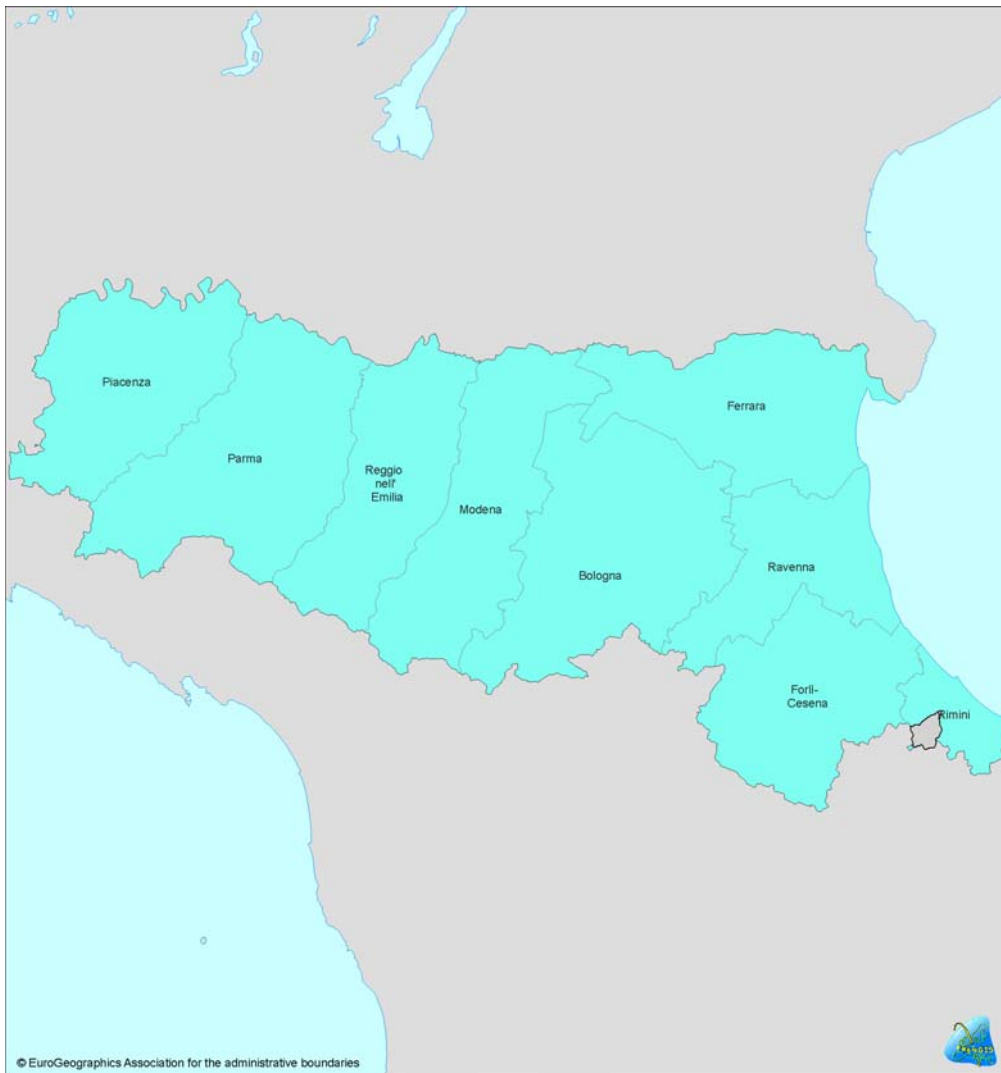 Piacenza
Ferrara
Parma
Reggio
nell'
Emilia
Modena
Ravenna
Bologna
Forlì-
Cesena
Rimini
© EuroGeographics Association for the administrative boundaries